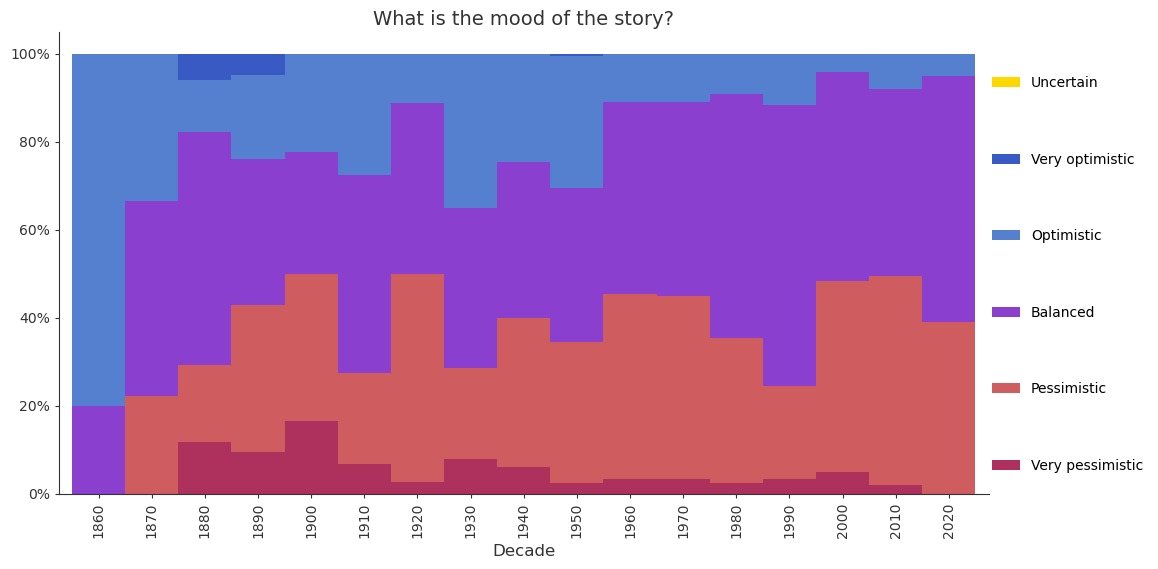 What is the mood of the story?
100%
80%
60%
40%
20%
0%
1860
1870
1880
1890
1900
1910
1920
1930
1940
1950
1960
1970
1980
1990
2000
2010
2020
Decade
Uncertain
Very optimistic
Optimistic
Balanced
Pessimistic
Very pessimistic